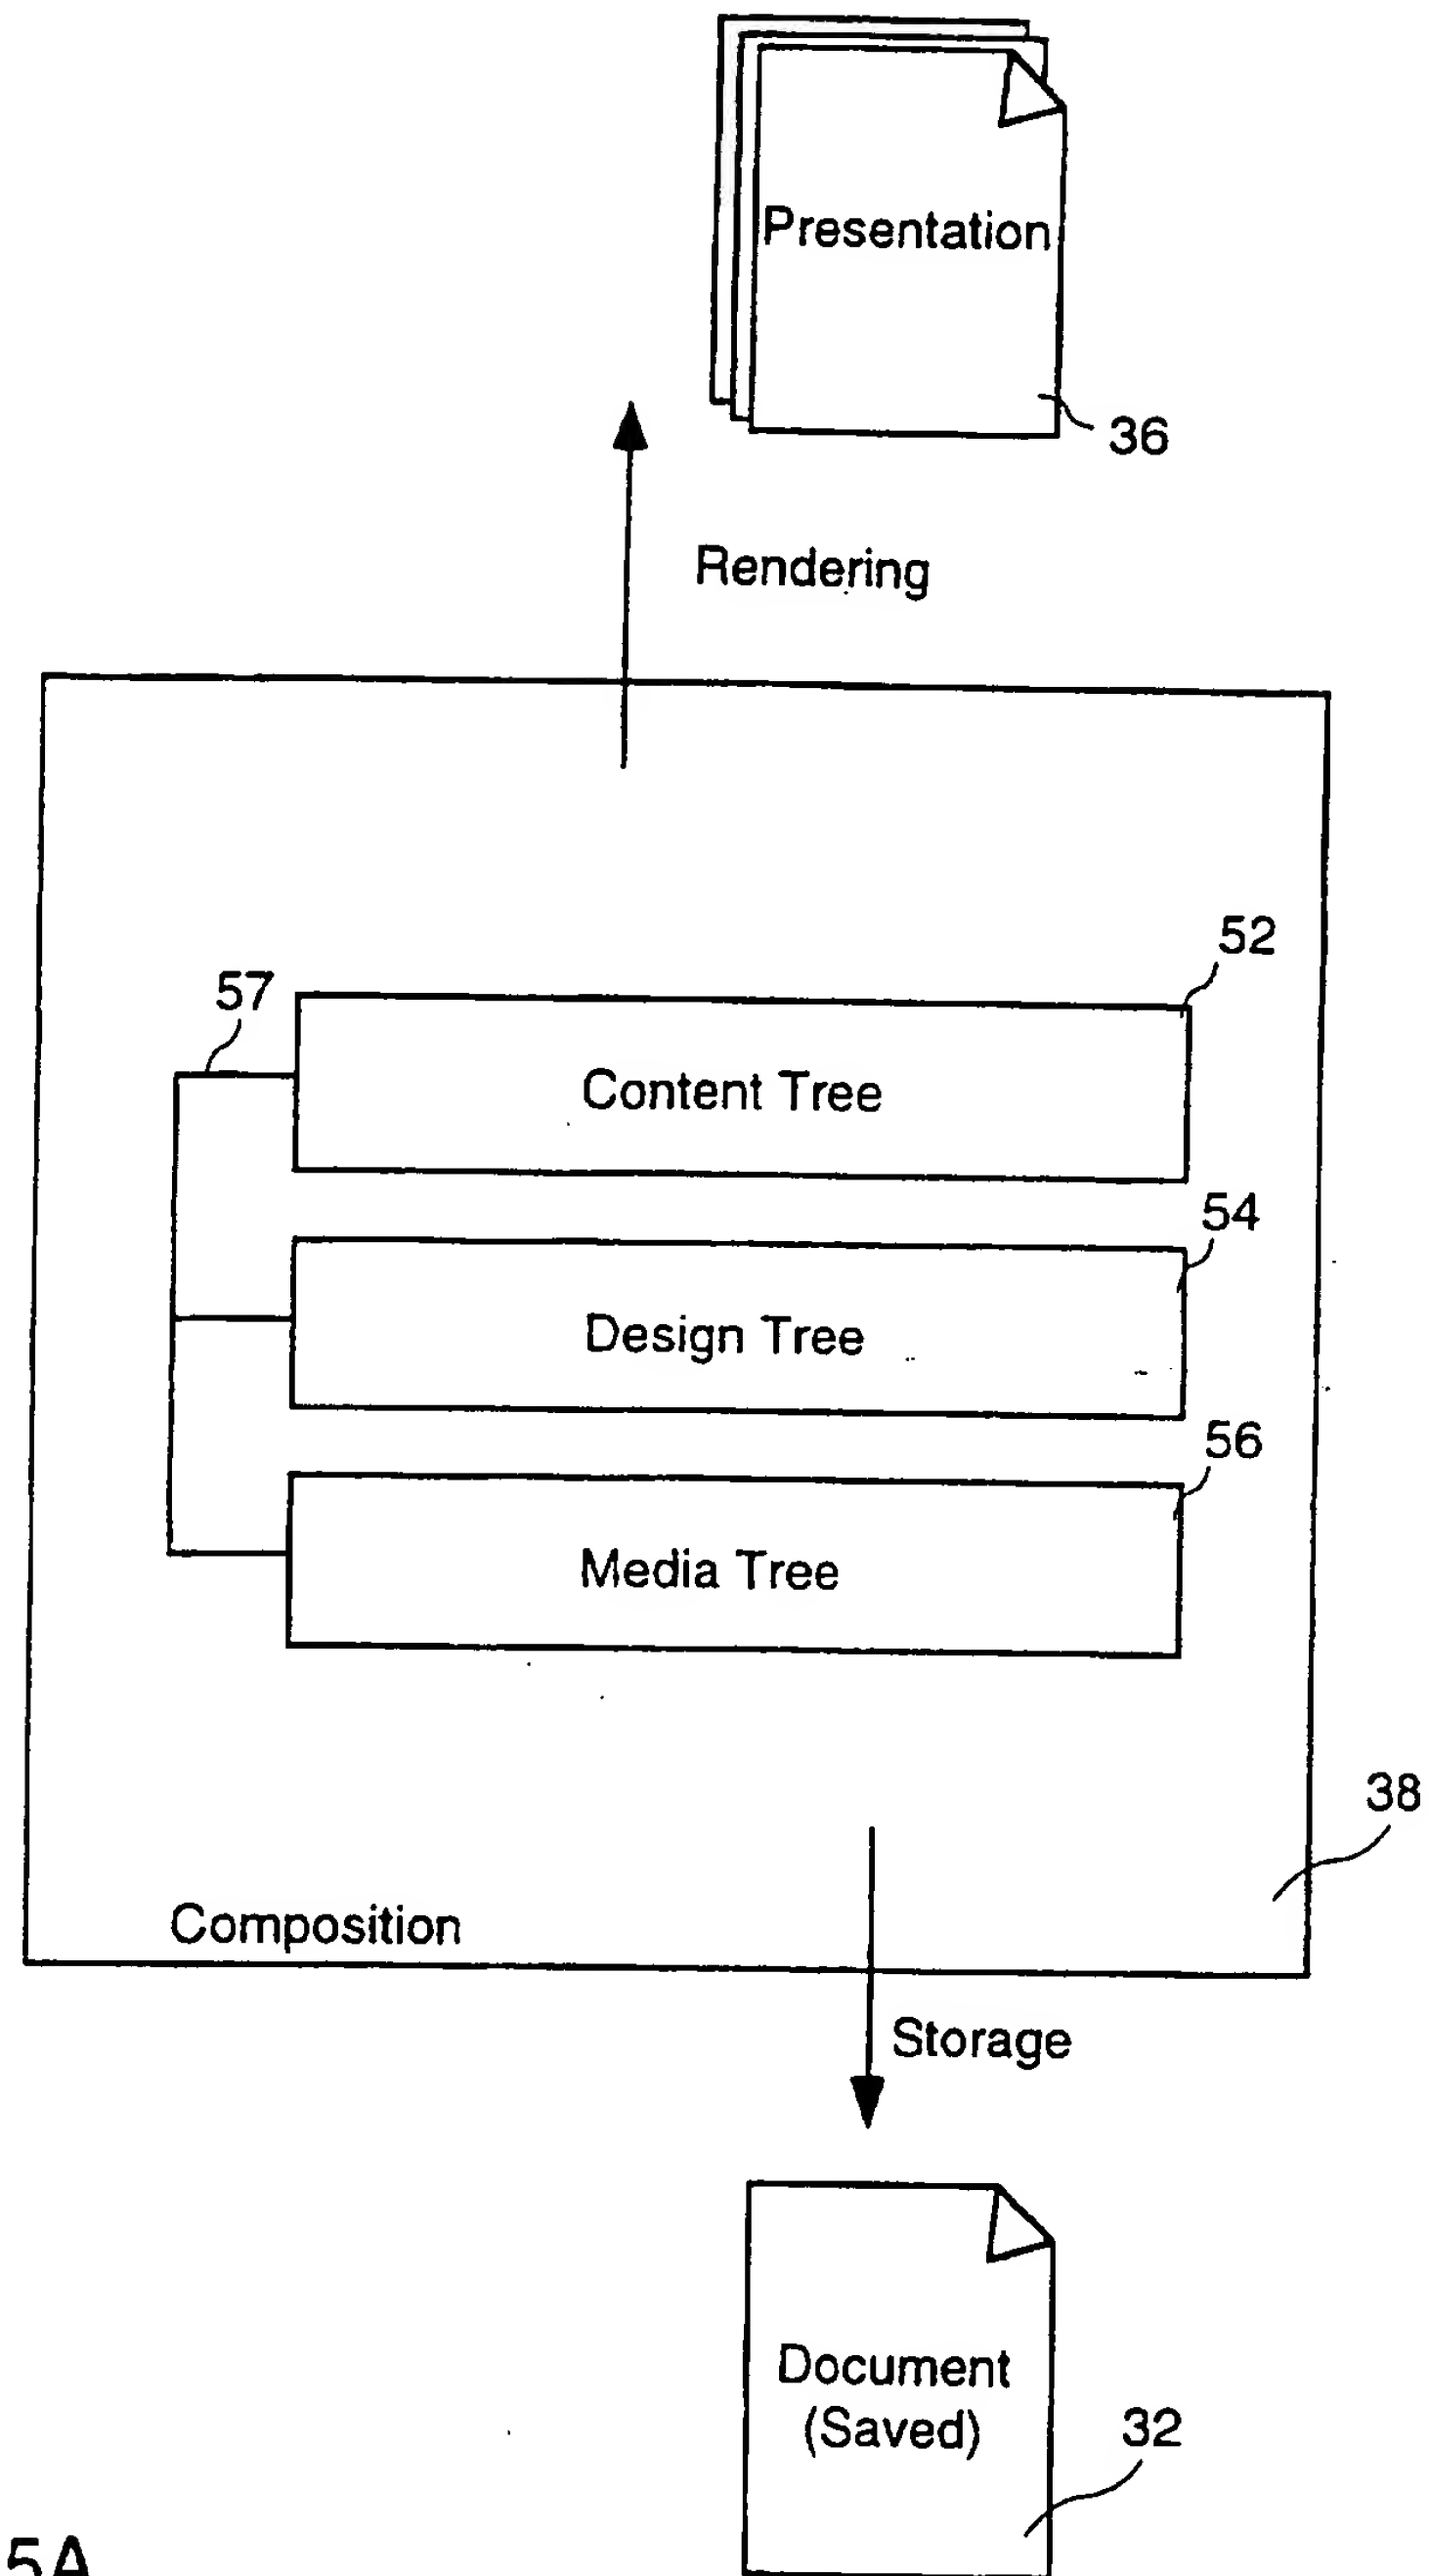 Presentation
36
Rendering
52
57
Content Tree
54
Design Tree
56
Media Tree
38
Composition
Storage
Document
(Saved)
32
5A